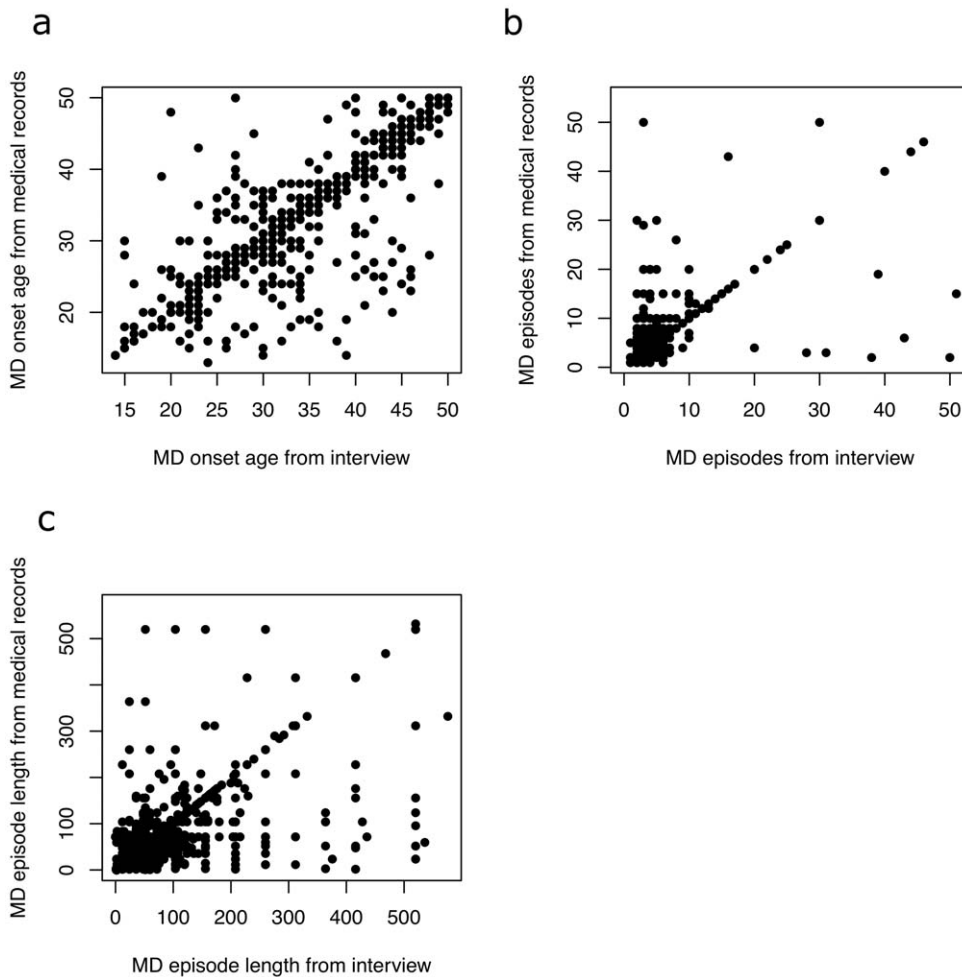 a
MD onset age from medical records
50
40
30
20
15 20 25 30 35 40 45 50
MD onset age from interview
b
MD episodes from medical records
50
40
30
20
10
0
0 10 20 30 40 50
MD episodes from interview
c
MD episode length from medical records
500
300
100
0
0 100 200 300 400 500
MD episode length from interview